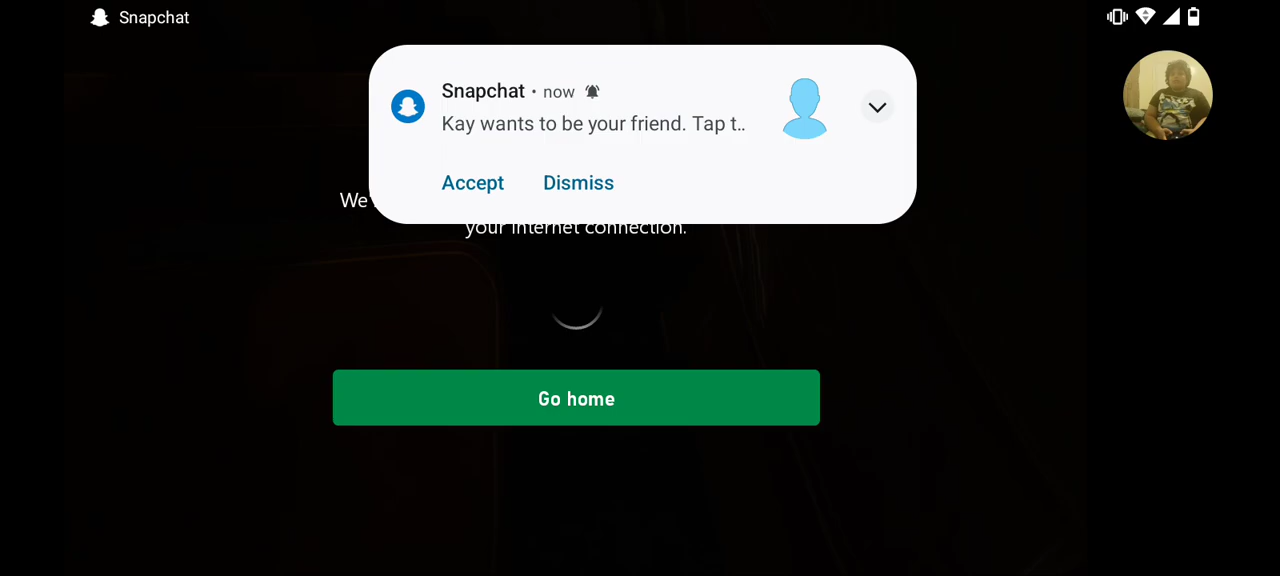 Snapchat
Snapchat • now
Kay wants to be your friend. Tap t..
Accept Dismiss
We
your internet connection.
Go home